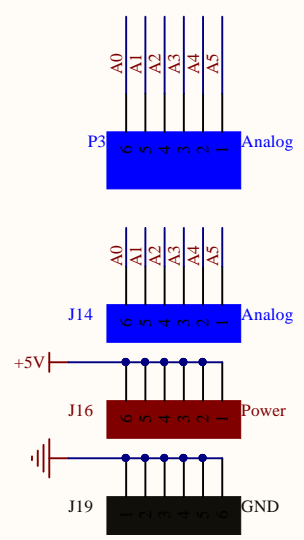 A0 A1 A2 A3 A4 A5
P3 6 5 4 3 2 1 Analog
A0 A1 A2 A3 A4 A5
J14 6 5 4 3 2 1 Analog
+5V
J16 6 5 4 3 2 1 Power
J19 1 2 3 4 5 6 GND